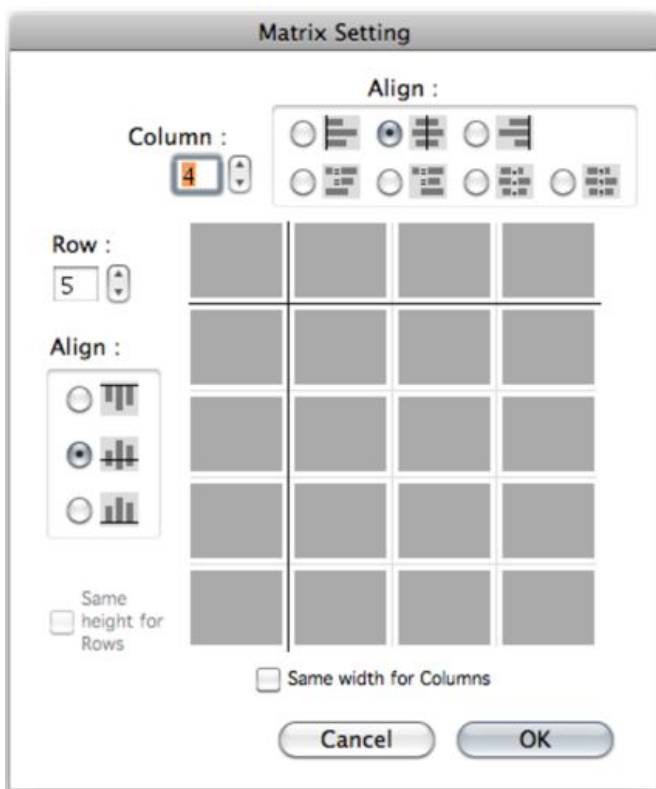 Matrix Setting
Align :
Column :
4
Row :
5
Align :
Same
height for
Rows
Same width for Columns
Cancel
OK